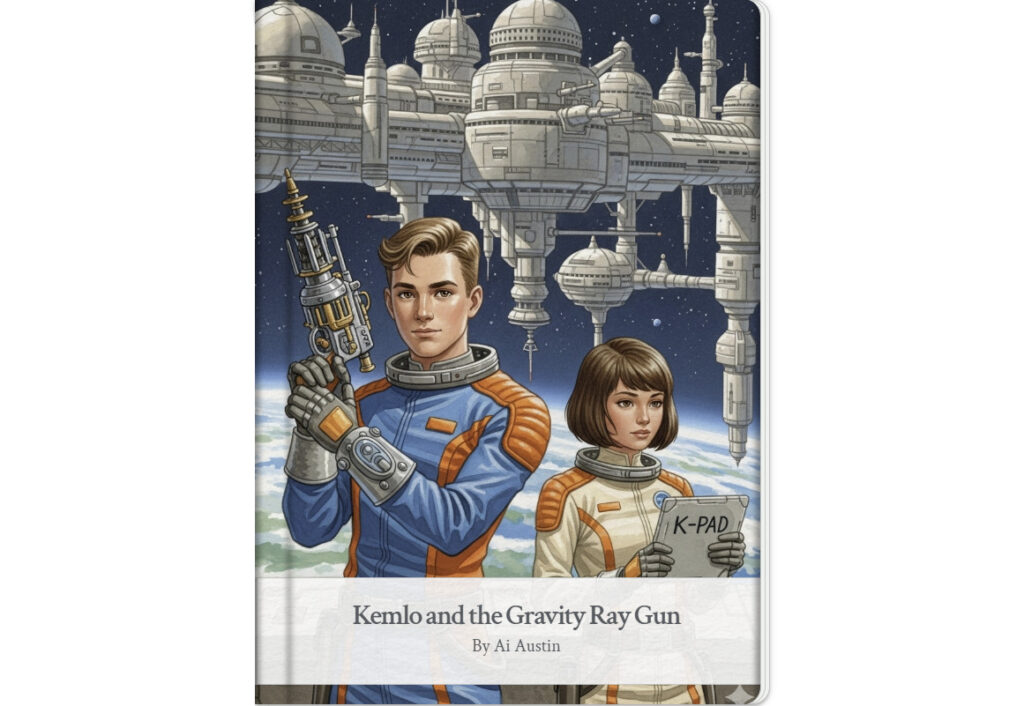 K-PAD
Kemlo and the Gravity Ray Gun
By Ai Austin